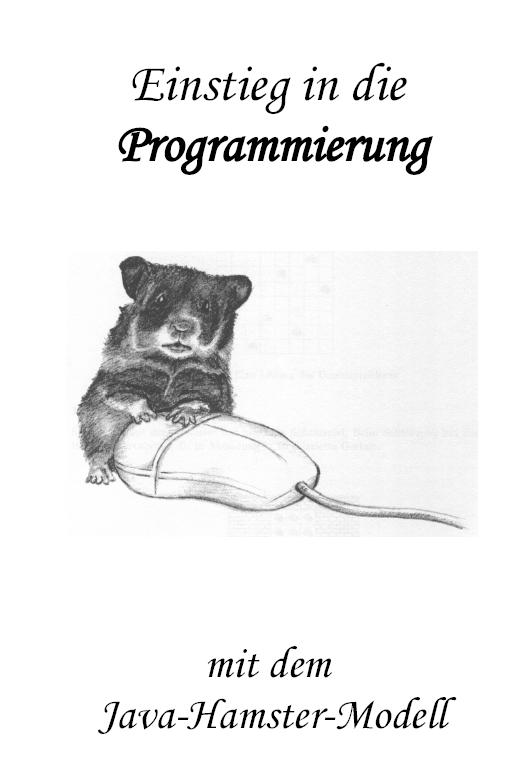 Einstieg in die
Programmierung
mit dem
Java-Hamster-Modell